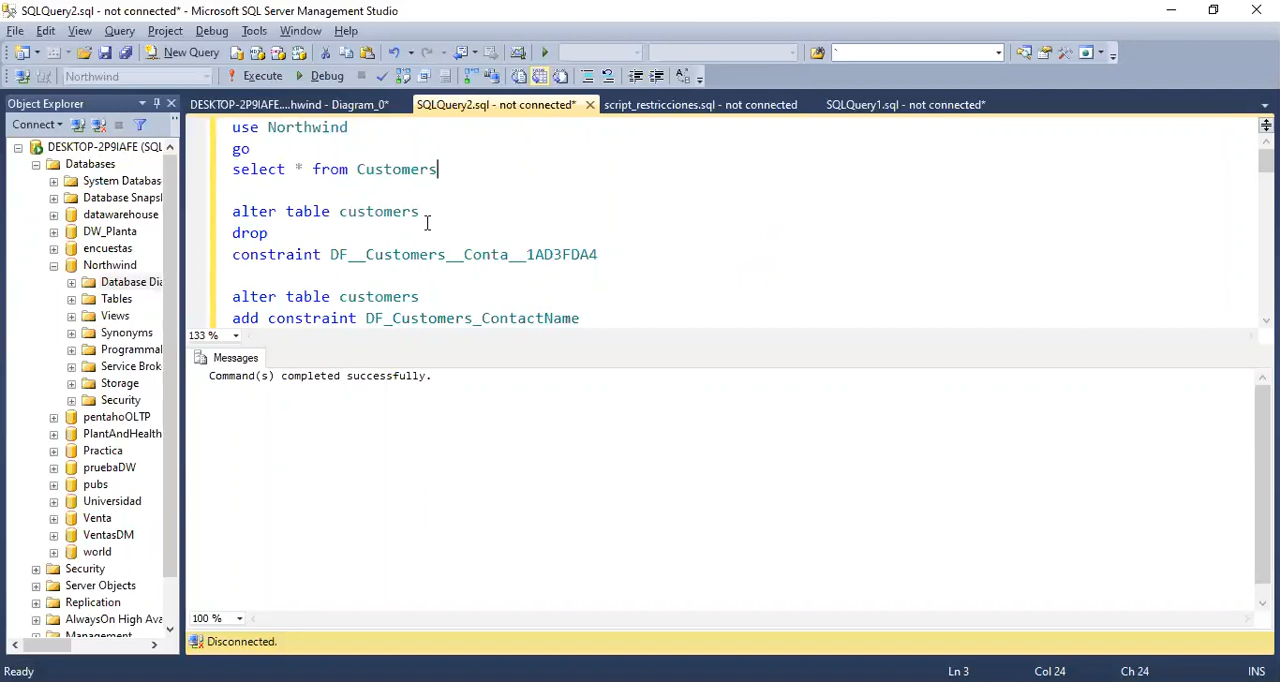 SQLQuery2.sql - not connected* - Microsoft SQL Server Management Studio
File Edit View Query Project Debug Tools Window Help
New Query
Northwind Execute Debug
Object Explorer
DESKTOP-2P9IAFE....hwind - Diagram_0* SQLQuery2.sql - not connected* script_restricciones.sql - not connected SQLQuery1.sql - not connected*
Connect
DESKTOP-2P9IAFE (SQL
Databases
System Databas
Database Snaps
datawarehouse
DW_Planta
encuestas
Northwind
Database Dia
Tables
Views
Synonyms
Programmal
Service Brok
Storage
Security
pentahoOLTP
PlantAndHealth
Practica
pruebaDW
pubs
Universidad
Venta
VentasDM
world
Security
Server Objects
Replication
AlwaysOn High Ava
Management
use Northwind
go
select * from Customers
alter table customers
drop
constraint DF__Customers__Conta__1AD3FDA4
alter table customers
add constraint DF_Customers_ContactName
133 %
Messages
Command(s) completed successfully.
100 %
Disconnected.
Ready Ln 3 Col 24 Ch 24 INS